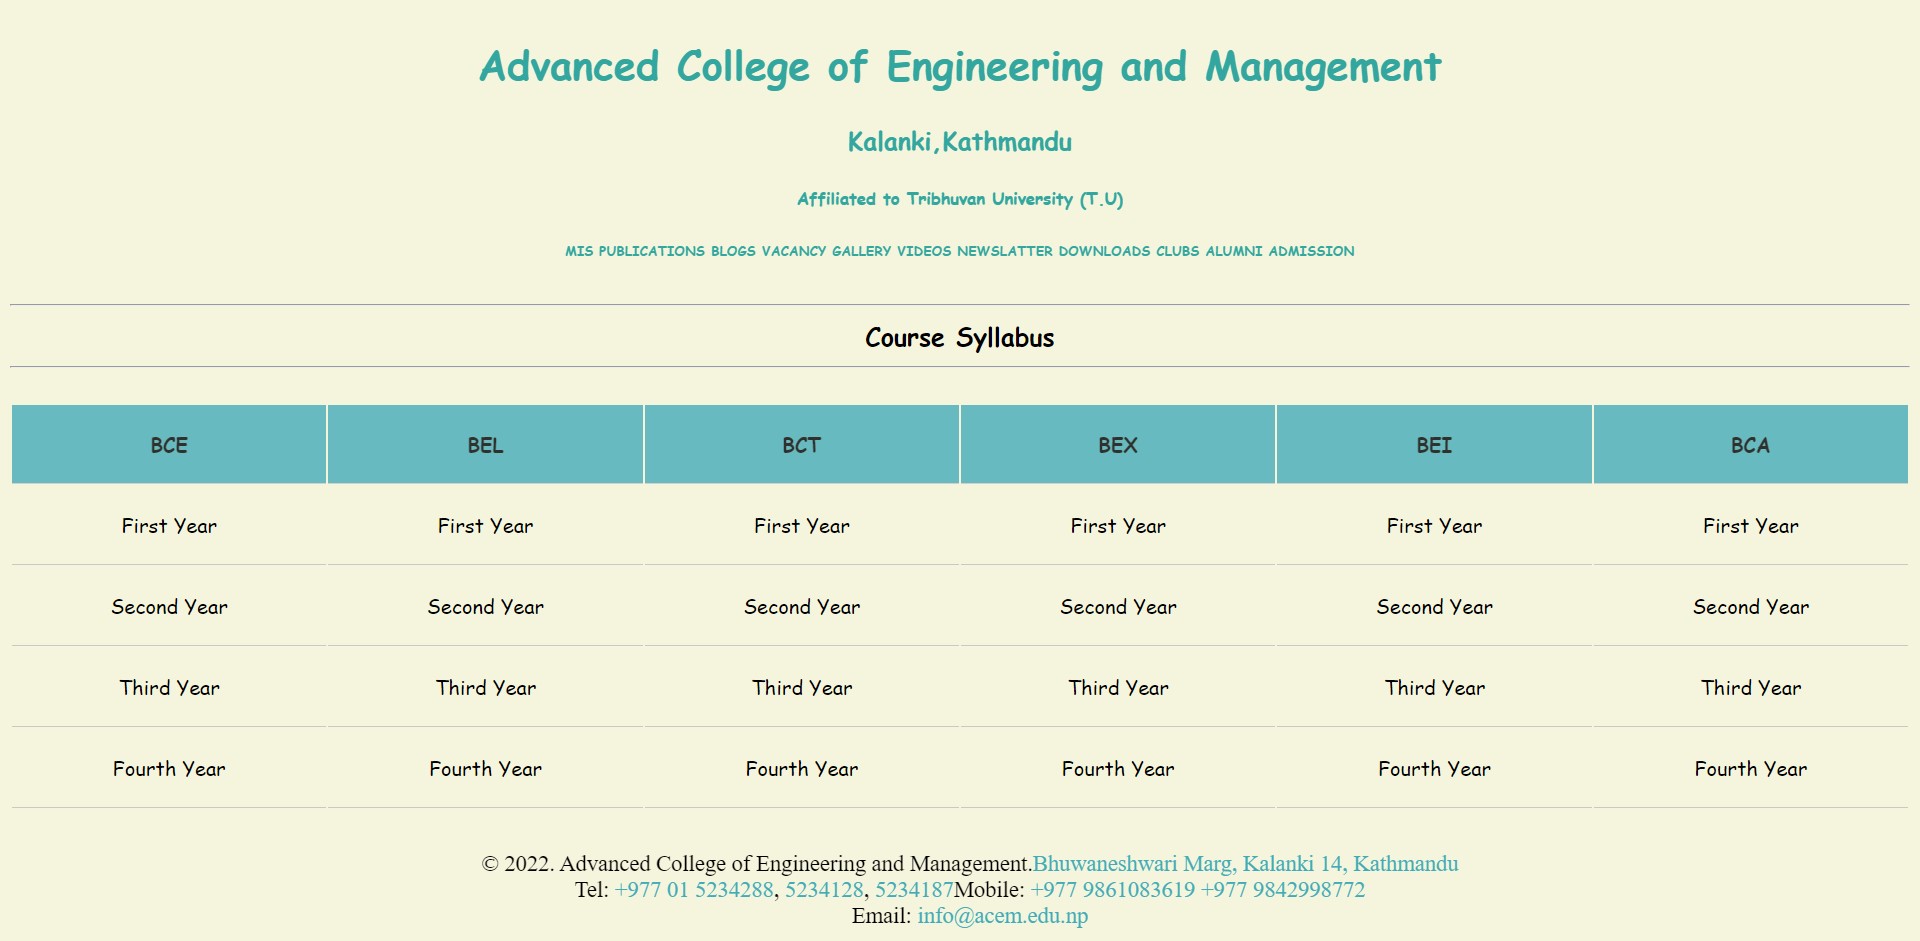 Advanced College of Engineering and Management
Kalanki,Kathmandu
Affiliated to Tribhuvan University (T.U)
MIS PUBLICATIONS BLOGS VACANCY GALLERY VIDEOS NEWSLATTER DOWNLOADS CLUBS ALUMNI ADMISSION
Course Syllabus
BCE BEL BCT BEX BEI BCA
First Year First Year First Year First Year First Year First Year
Second Year Second Year Second Year Second Year Second Year Second Year
Third Year Third Year Third Year Third Year Third Year Third Year
Fourth Year Fourth Year Fourth Year Fourth Year Fourth Year Fourth Year
© 2022. Advanced College of Engineering and Management.Bhuwaneshwari Marg, Kalanki 14, Kathmandu
Tel: +977 01 5234288, 5234128, 5234187Mobile: +977 9861083619 +977 9842998772
Email: info@acem.edu.np